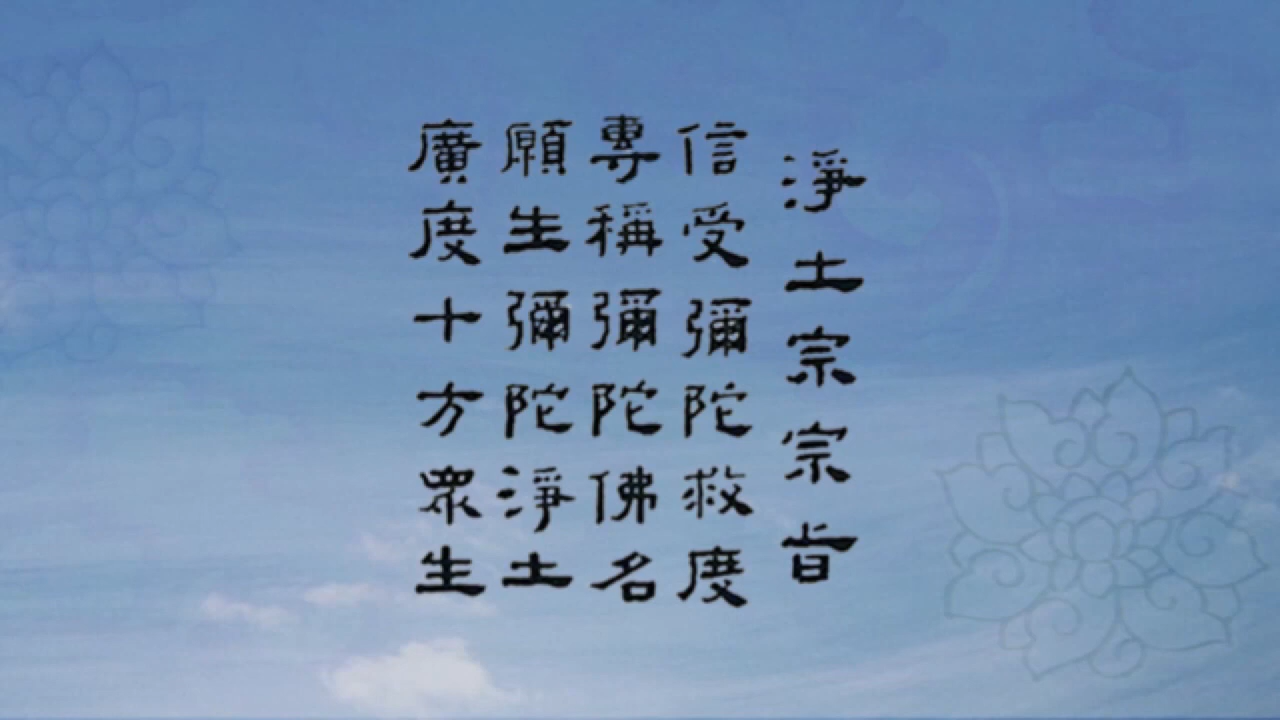 淨土宗宗旨
信受彌陀救度
專稱彌陀佛名
願生彌陀淨土
廣度十方眾生